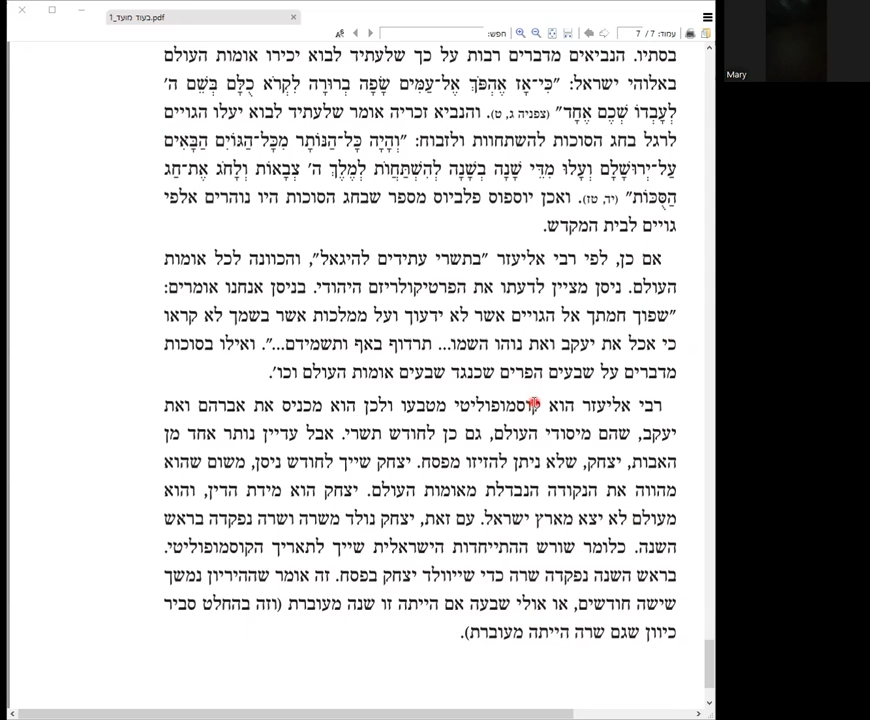 בעוד מועד_1.pdf
עמוד: 7 / 7
חפש:
Mary
בסתיו. הנביאים מדברים רבות על כך שלעתיד לבוא יכירו אומות העולם
באלוהי ישראל: "כִּי־אָז אֶהְפֹּךְ אֶל־עַמִּים שָׂפָה בְרוּרָה לִקְרֹא כֻלָּם בְּשֵׁם ה'
לְעָבְדוֹ שְׁכֶם אֶחָד" (צפניה ג, ט). והנביא זכריה אומר שלעתיד לבוא יעלו הגויים
לרגל בחג הסוכות להשתחוות ולזבוח: "וְהָיָה כָּל־הַנּוֹתָר מִכָּל־הַגּוֹיִם הַבָּאִים
עַל־יְרוּשָׁלָם וְעָלוּ מִדֵּי שָׁנָה בְשָׁנָה לְהִשְׁתַּחֲוֹת לְמֶלֶךְ ה' צְבָאוֹת וְלָחֹג אֶת־חַג
הַסֻּכּוֹת" (יד, טז). ואכן יוספוס פלביוס מספר שבחג הסוכות היו נוהרים אלפי
גויים לבית המקדש.
אם כן, לפי רבי אליעזר "בתשרי עתידים להיגאל", והכוונה לכל אומות
העולם. ניסן מציין לדעתו את הפרטיקולריזם היהודי. בניסן אנחנו אומרים:
"שפוך חמתך אל הגויים אשר לא ידעוך ועל ממלכות אשר בשמך לא קראו
כי אכל את יעקב ואת נוהו השמו... תרדוף באף ותשמידם...". ואילו בסוכות
מדברים על שבעים הפרים שכנגד שבעים אומות העולם וכו'.
רבי אליעזר הוא קוסמופוליטי מטבעו ולכן הוא מכניס את אברהם ואת
יעקב, שהם מיסודי העולם, גם כן לחודש תשרי. אבל עדיין נותר אחד מן
האבות, יצחק, שלא ניתן להזיזו מפסח. יצחק שייך לחודש ניסן, משום שהוא
מהווה את הנקודה הנבדלת מאומות העולם. יצחק הוא מידת הדין, והוא
מעולם לא יצא מארץ ישראל. עם זאת, יצחק נולד משרה ושרה נפקדה בראש
השנה. כלומר שורש ההתייחדות הישראלית שייך לתאריך הקוסמופוליטי.
בראש השנה נפקדה שרה כדי שייוולד יצחק בפסח. זה אומר שההיריון נמשך
שישה חודשים, או אולי שבעה אם הייתה זו שנה מעוברת (וזה בהחלט סביר
כיוון שגם שרה הייתה מעוברת).